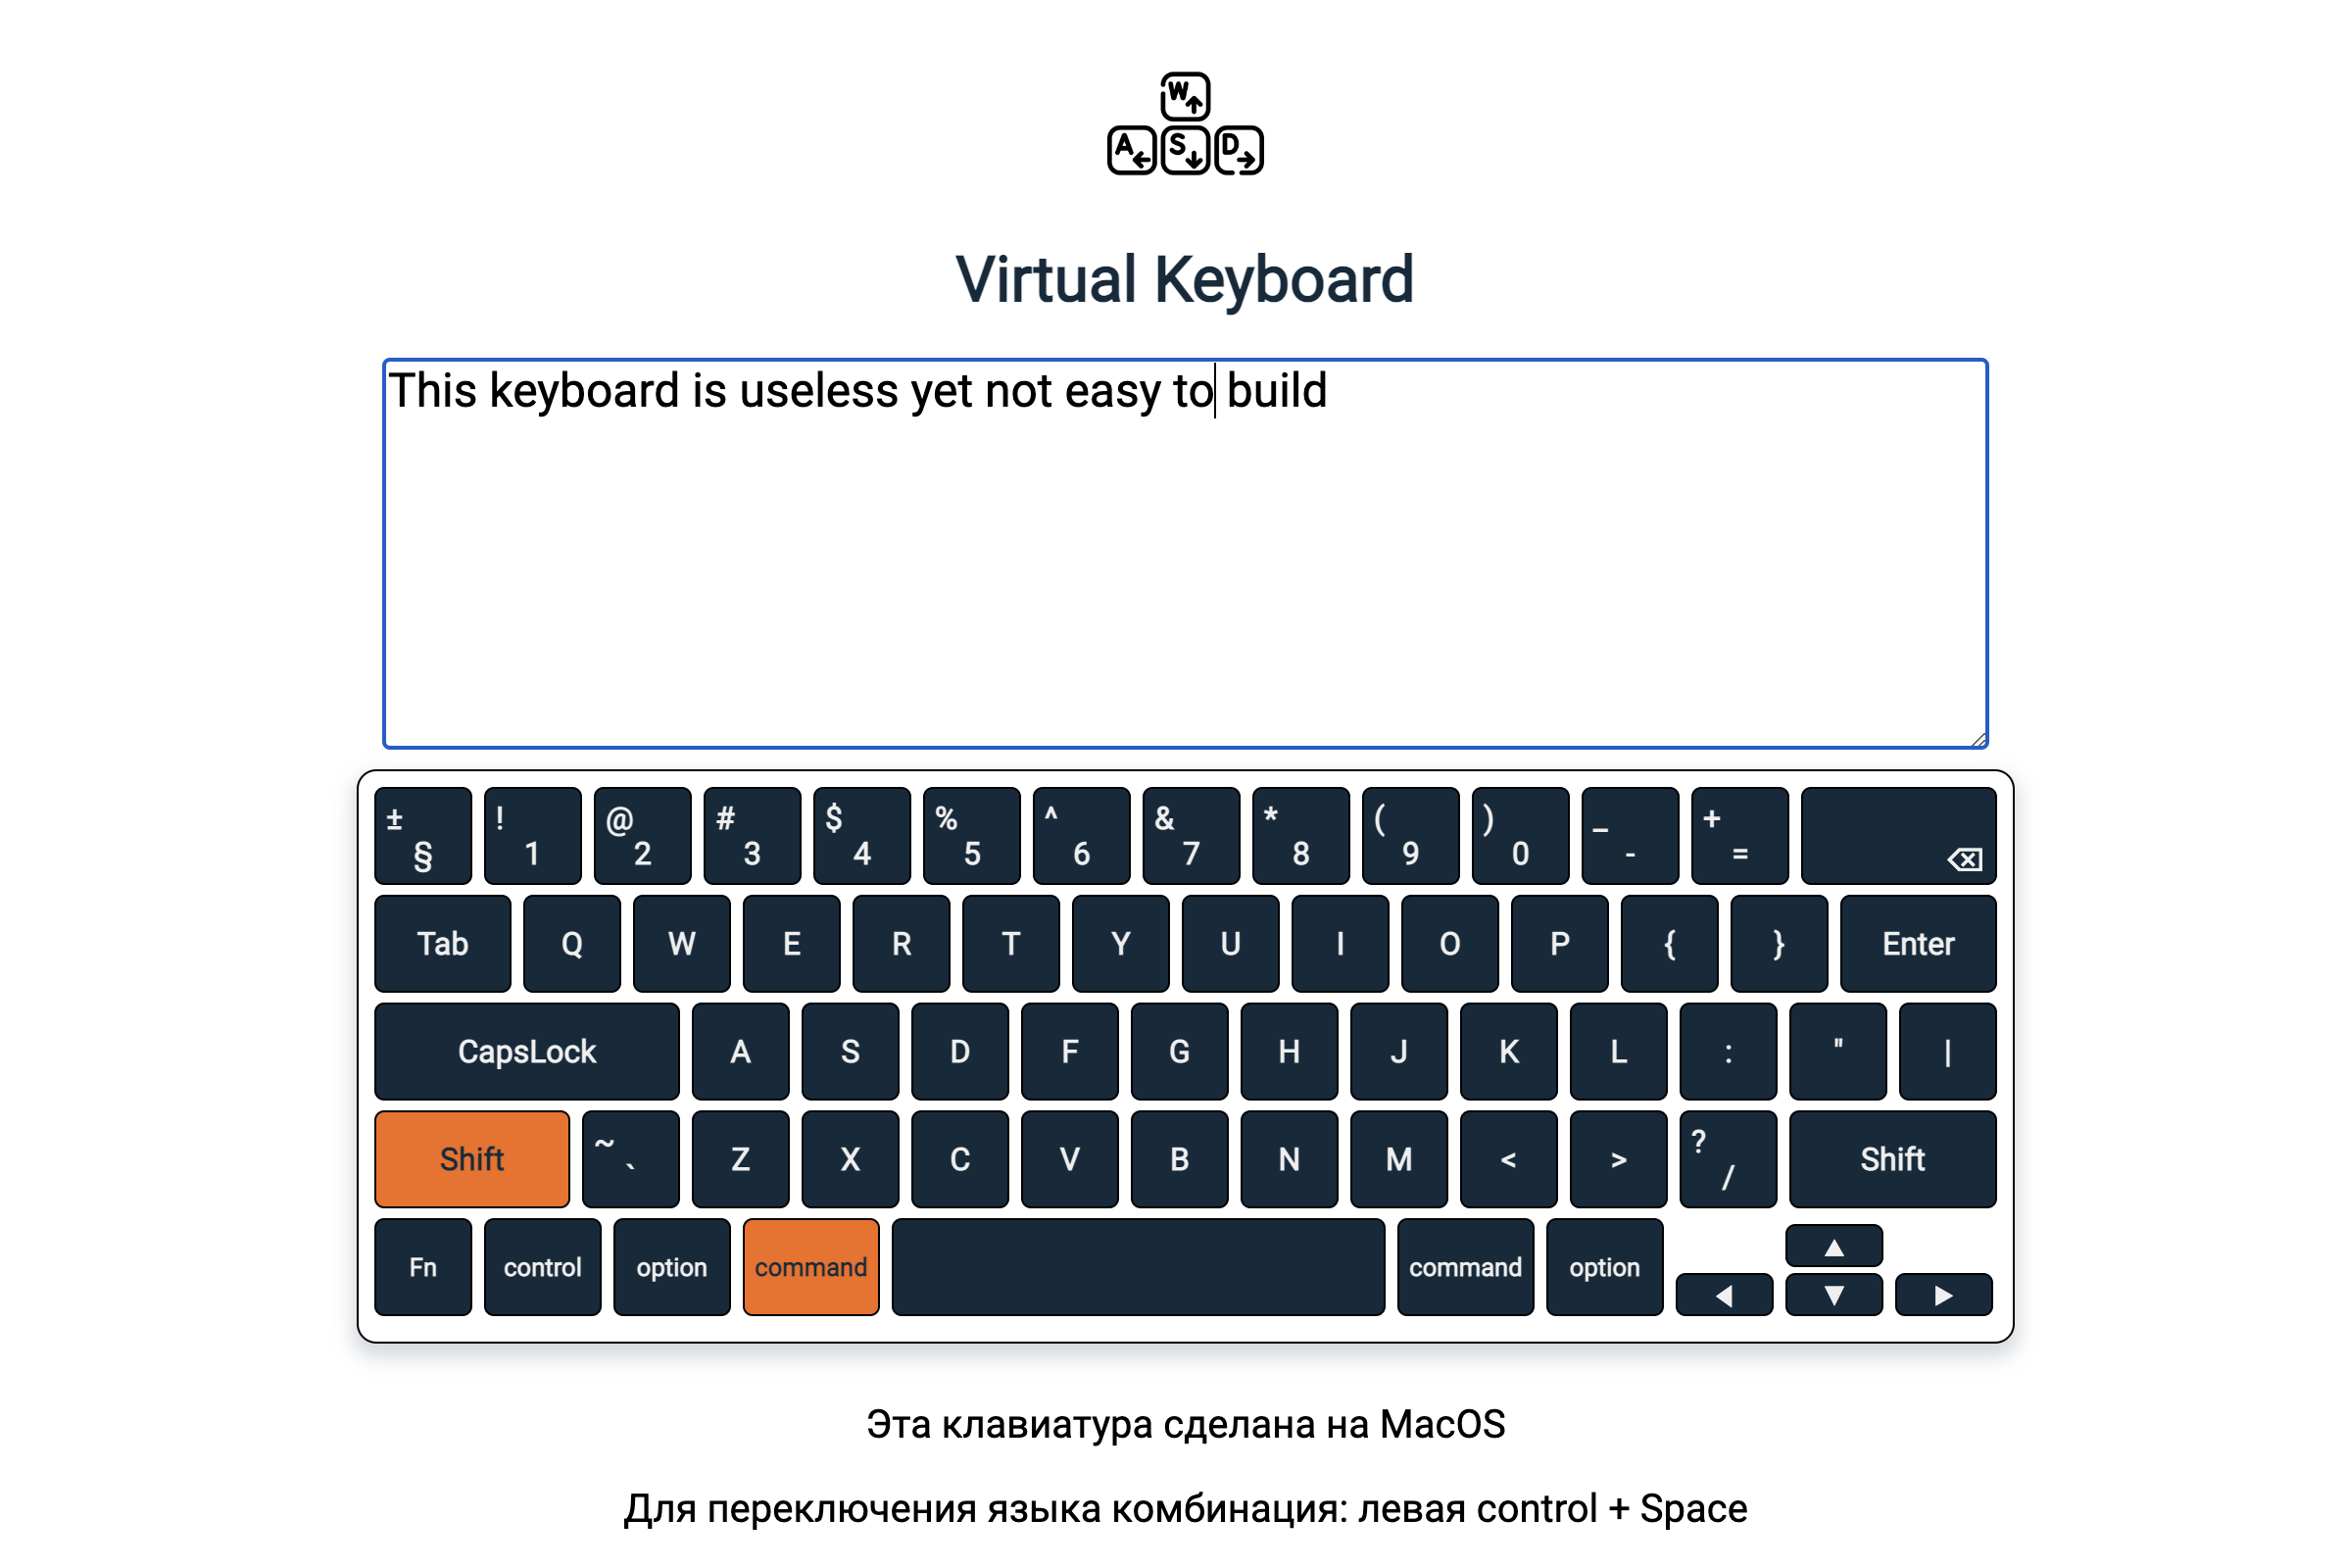 W
A S D
Virtual Keyboard
This keyboard is useless yet not easy to build
± § ! 1 @ 2 # 3 $ 4 % 5 ^ 6 & 7 * 8 ( 9 ) 0 _ - + =
Tab Q W E R T Y U I O P { } Enter
CapsLock A S D F G H J K L : " |
Shift ~ ` Z X C V B N M < > ? / Shift
Fn control option command command option
Эта клавиатура сделана на MacOS
Для переключения языка комбинация: левая control + Space